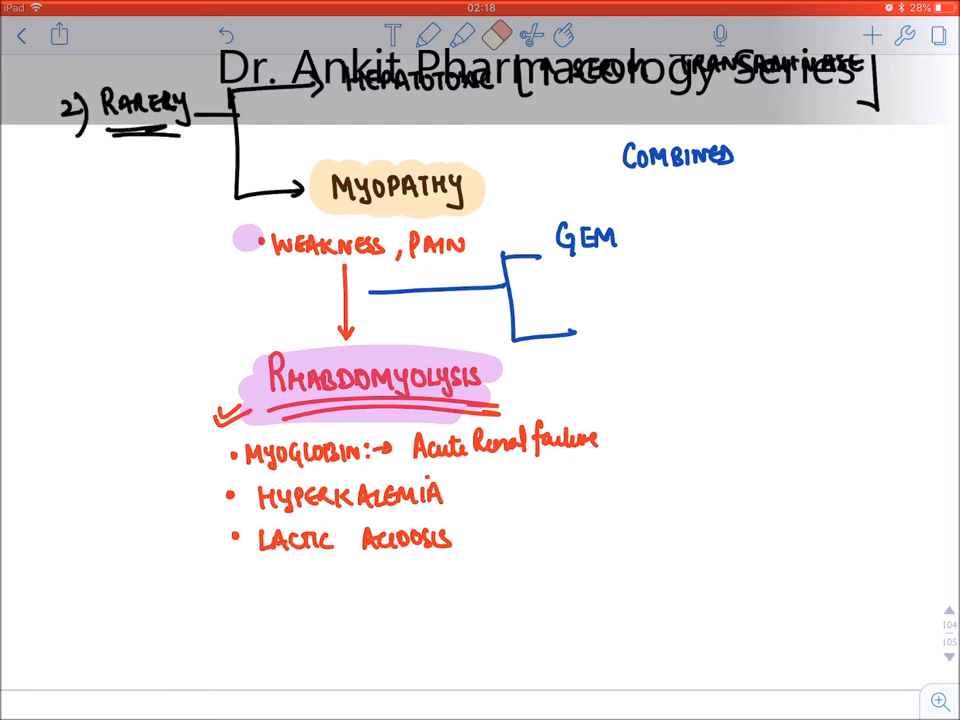 iPad 02:18 28%
Dr. Ankit Pharmacology Series
HEPATOTOXIC [↑ SERUM TRANSAMINASE]
2) RARELY
COMBINED
MYOPATHY
• WEAKNESS, PAIN
GEM
RHABDOMYOLYSIS
• MYOGLOBIN:→ Acute Renal failure
• HYPERKALEMIA
• LACTIC ACIDOSIS
104
105